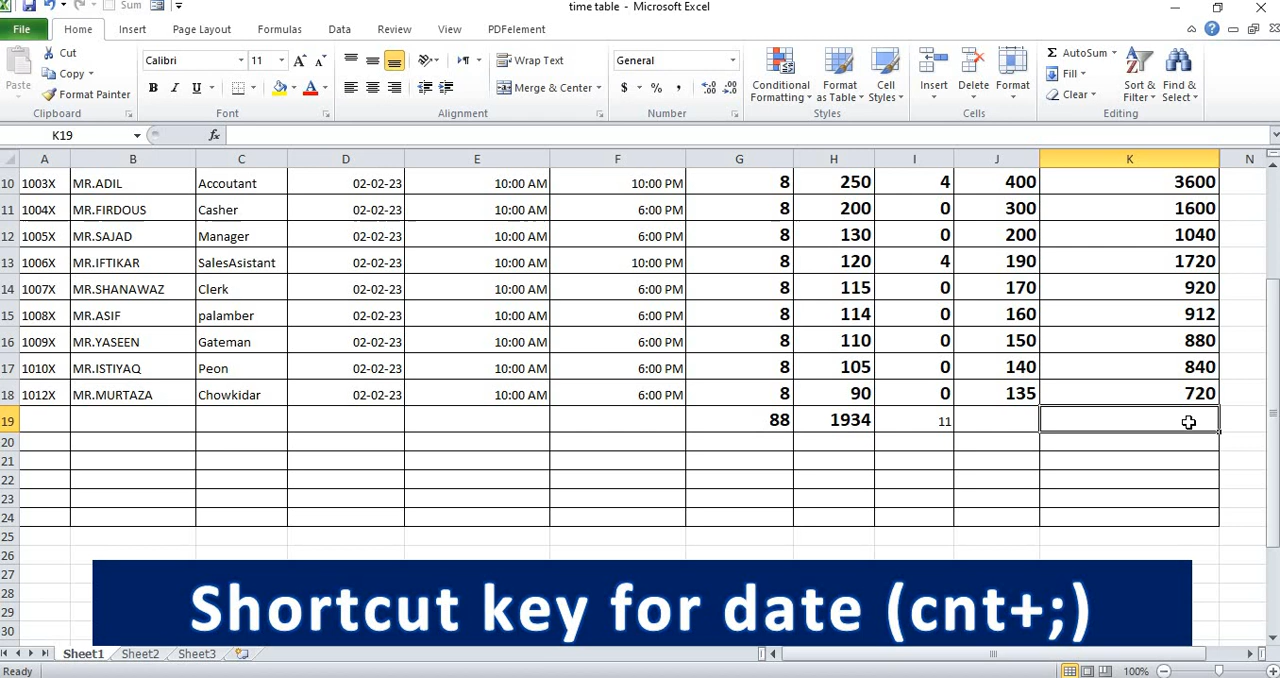 Sum
time table - Microsoft Excel
File Home Insert Page Layout Formulas Data Review View PDFelement
Paste
Cut
Copy
Format Painter
Clipboard
Calibri 11 A A
B I U A
Font
Wrap Text
Merge & Center
Alignment
General
$ % ,
Number
Conditional Formatting
Format as Table
Cell Styles
Styles
Insert
Delete
Format
Cells
Σ AutoSum
Fill
Clear
Sort & Filter
Find & Select
Editing
K19 fx
A B C D E F G H I J K N
10 1003X MR.ADIL Accoutant 02-02-23 10:00 AM 10:00 PM 8 250 4 400 3600
11 1004X MR.FIRDOUS Casher 02-02-23 10:00 AM 6:00 PM 8 200 0 300 1600
12 1005X MR.SAJAD Manager 02-02-23 10:00 AM 6:00 PM 8 130 0 200 1040
13 1006X MR.IFTIKAR SalesAsistant 02-02-23 10:00 AM 10:00 PM 8 120 4 190 1720
14 1007X MR.SHANAWAZ Clerk 02-02-23 10:00 AM 6:00 PM 8 115 0 170 920
15 1008X MR.ASIF palamber 02-02-23 10:00 AM 6:00 PM 8 114 0 160 912
16 1009X MR.YASEEN Gateman 02-02-23 10:00 AM 6:00 PM 8 110 0 150 880
17 1010X MR.ISTIYAQ Peon 02-02-23 10:00 AM 6:00 PM 8 105 0 140 840
18 1012X MR.MURTAZA Chowkidar 02-02-23 10:00 AM 6:00 PM 8 90 0 135 720
19 88 1934 11
20
21
22
23
24
25
26
27
28
29
30
Shortcut key for date (cnt+;)
Sheet1 Sheet2 Sheet3
Ready 100%